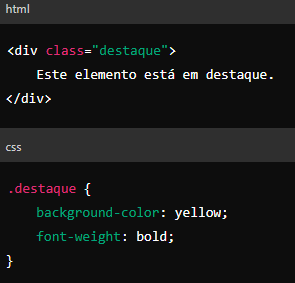 html
<div class="destaque">
    Este elemento está em destaque.
</div>
css
.destaque {
    background-color: yellow;
    font-weight: bold;
}